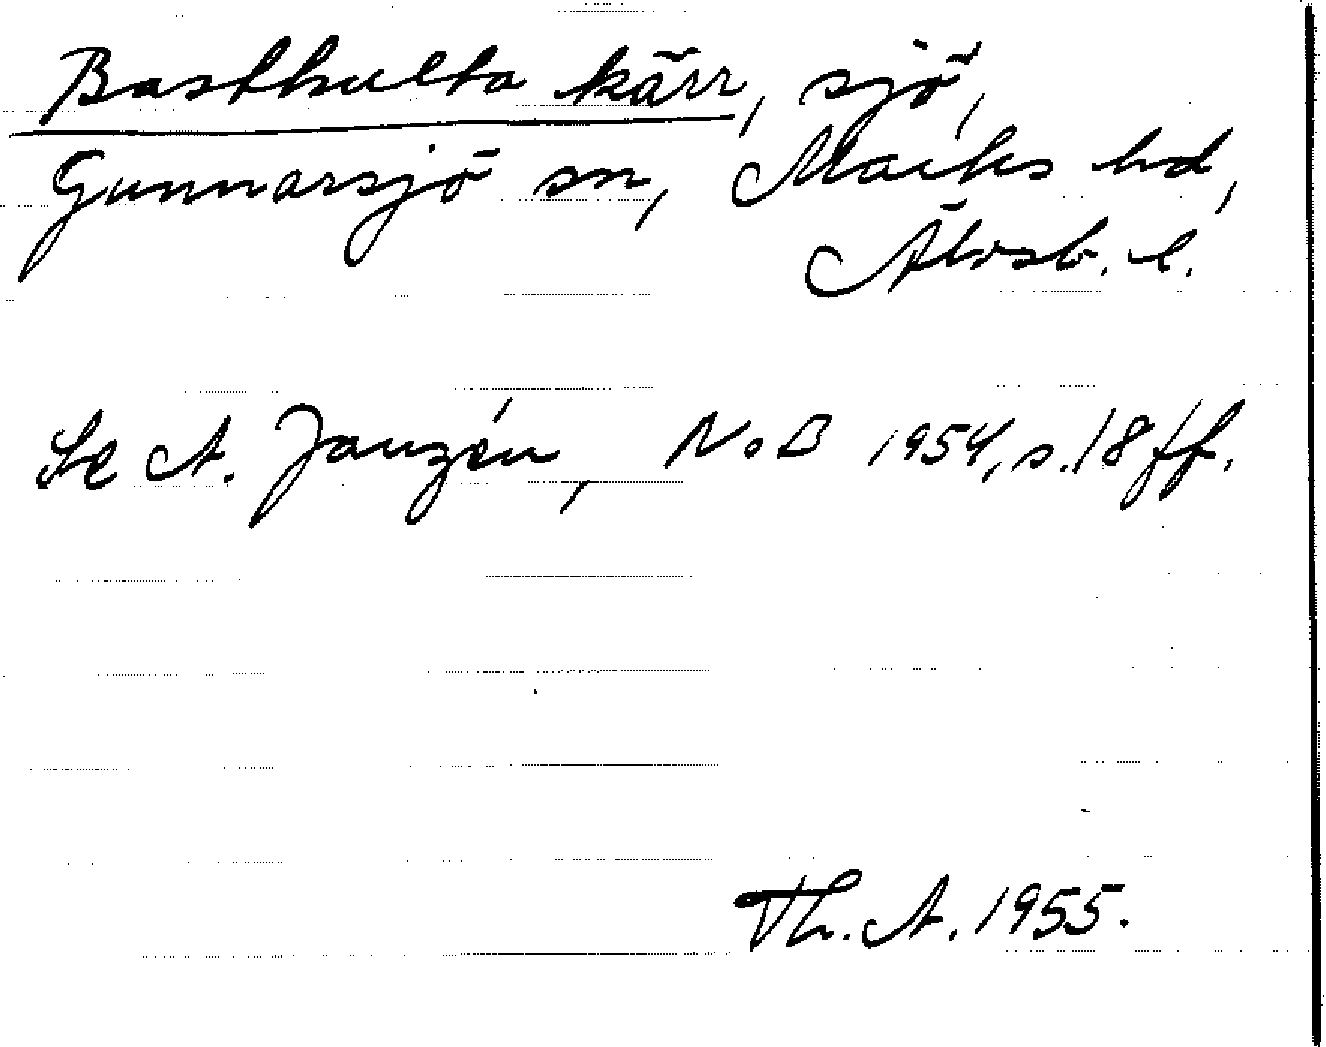 Basthulta kärr, sjö,
Gunnarsjö sn, Marks hd,
Älvsb. l.
Se A. Janzén, NoB 1954, s. 18 ff.
Th. A. 1955.